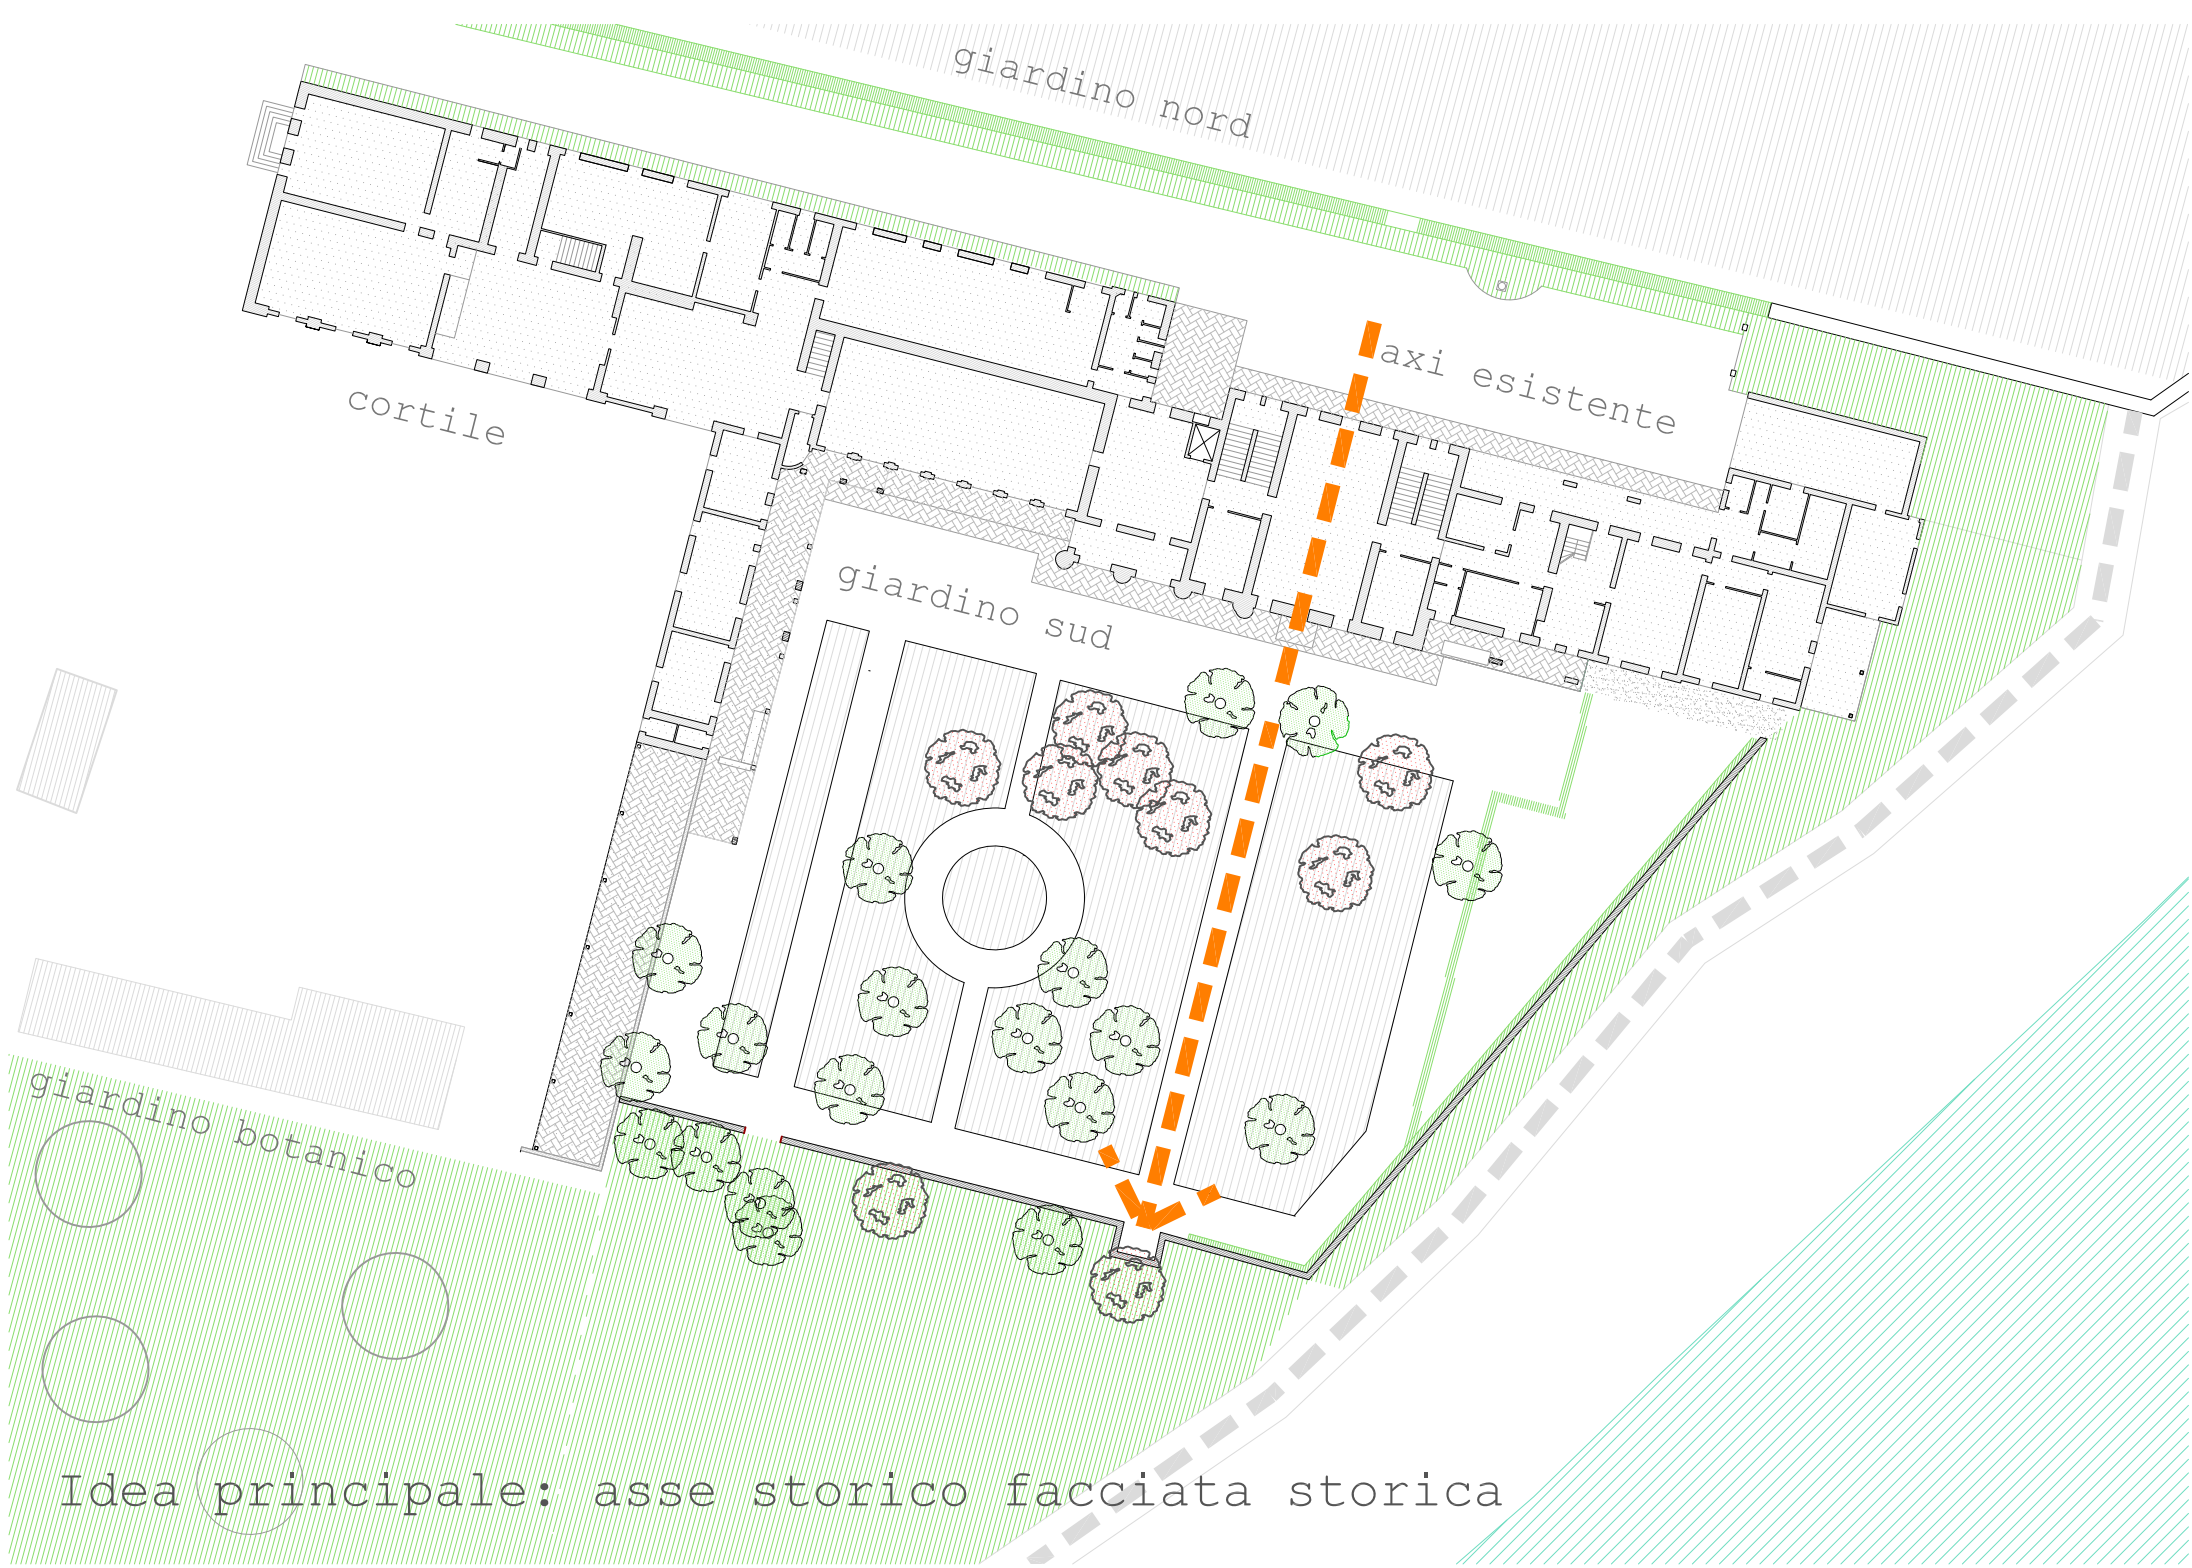 giardino nord
axi esistente
cortile
giardino sud
giardino botanico
Idea principale: asse storico facciata storica